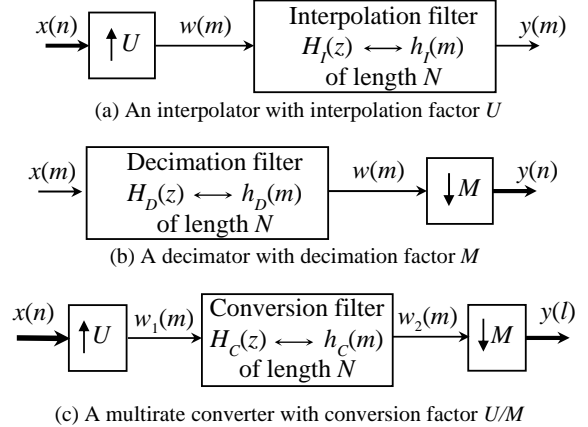 x(n) ↑ U w(m) Interpolation filter y(m)
H_I(z) ⟷ h_I(m)
of length N
(a) An interpolator with interpolation factor U
x(m) Decimation filter w(m) ↓ M y(n)
H_D(z) ⟷ h_D(m)
of length N
(b) A decimator with decimation factor M
x(n) ↑ U w_1(m) Conversion filter w_2(m) ↓ M y(l)
H_C(z) ⟷ h_C(m)
of length N
(c) A multirate converter with conversion factor U/M